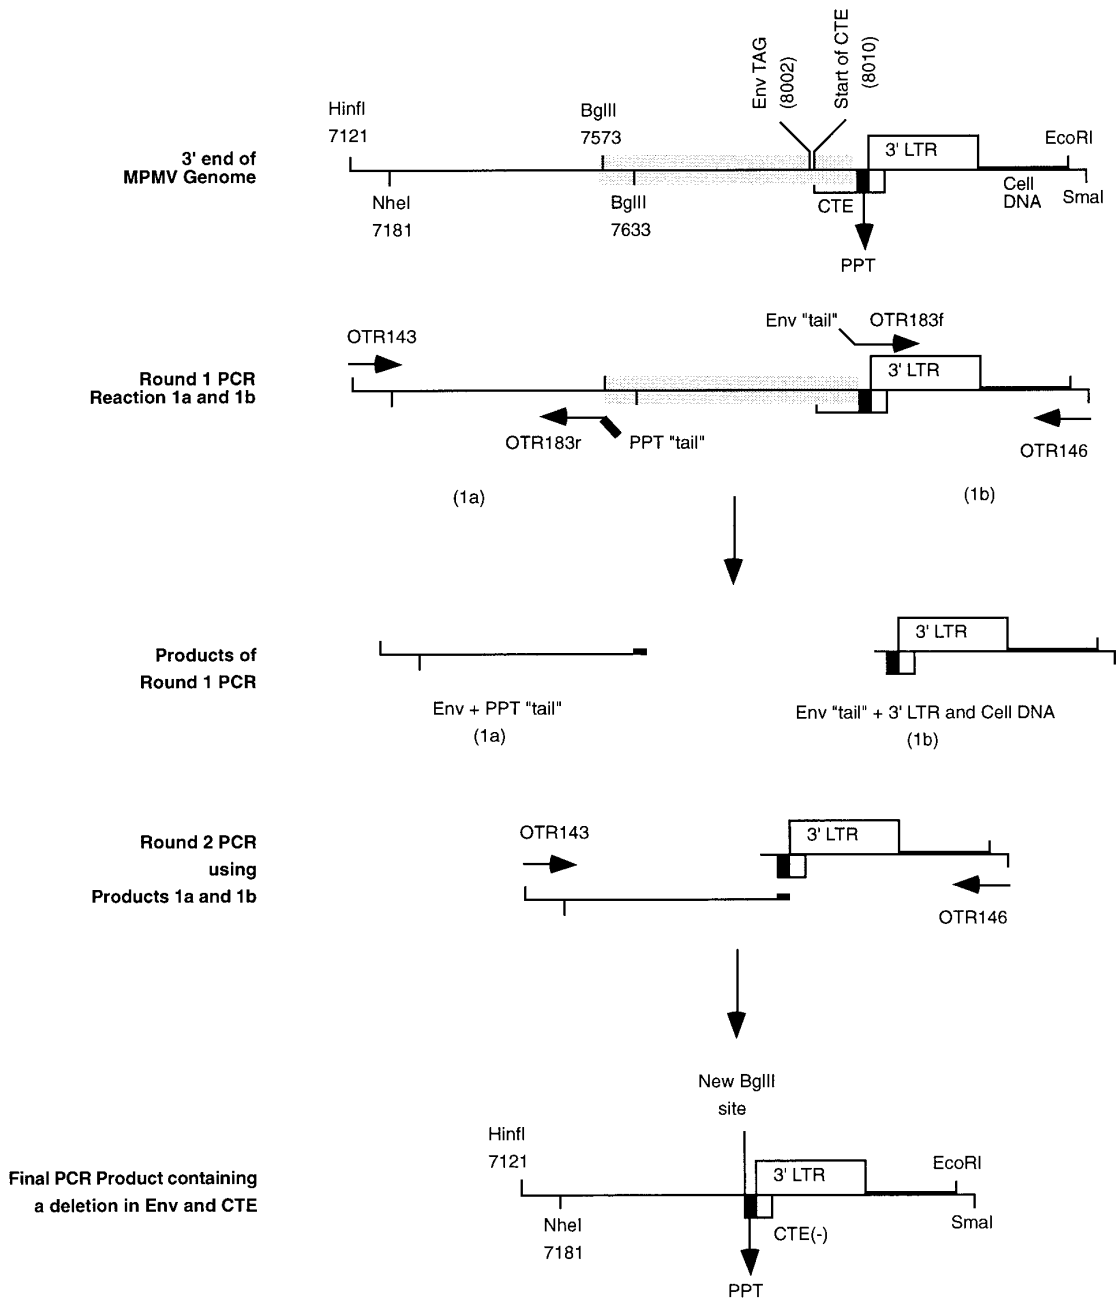 Env TAG
(8002)
Start of CTE
(8010)
HinfI
7121
BglII
7573
EcoRI
3' end of
MPMV Genome
3' LTR
NheI
7181
BglII
7633
CTE
Cell
DNA
SmaI
PPT
Env "tail"
OTR183f
OTR143
Round 1 PCR
Reaction 1a and 1b
3' LTR
OTR183r
PPT "tail"
OTR146
(1a)
(1b)
Products of
Round 1 PCR
3' LTR
Env + PPT "tail"
(1a)
Env "tail" + 3' LTR and Cell DNA
(1b)
Round 2 PCR
using
Products 1a and 1b
OTR143
3' LTR
OTR146
New BglII
site
HinfI
7121
EcoRI
Final PCR Product containing
a deletion in Env and CTE
3' LTR
NheI
7181
CTE(-)
SmaI
PPT